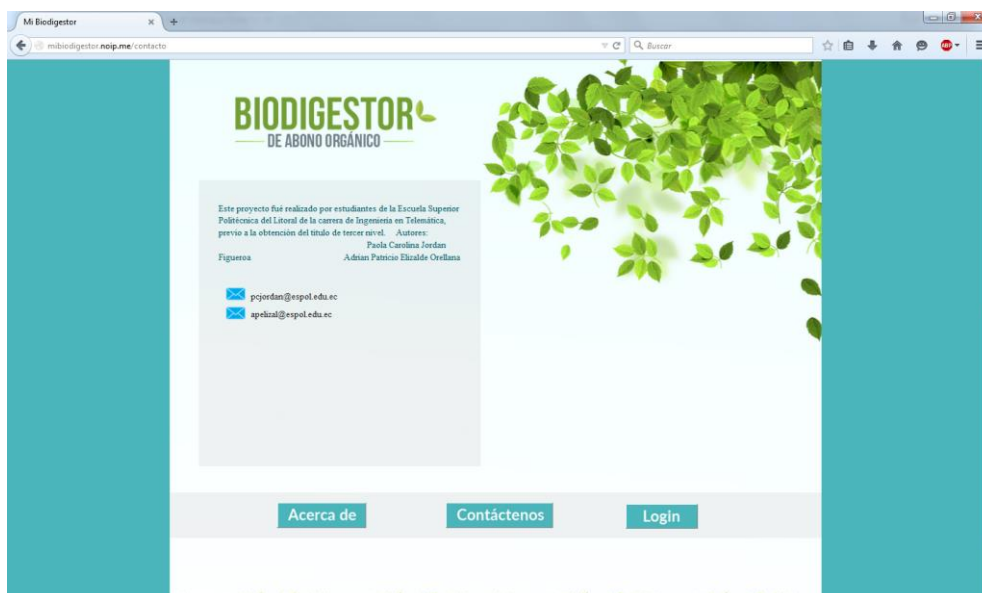 Mi Biodigestor
mibiodigestor.noip.me/contacto
Buscar
ABP
BIODIGESTOR
DE ABONO ORGÁNICO
Este proyecto fué realizado por estudiantes de la Escuela Superior
Politécnica del Litoral de la carrera de Ingeniería en Telemática,
previo a la obtención del título de tercer nivel. Autores:
Paola Carolina Jordan
Figueroa Adrian Patricio Elizalde Orellana
pcjordan@espol.edu.ec
apelizal@espol.edu.ec
Acerca de Contáctenos Login